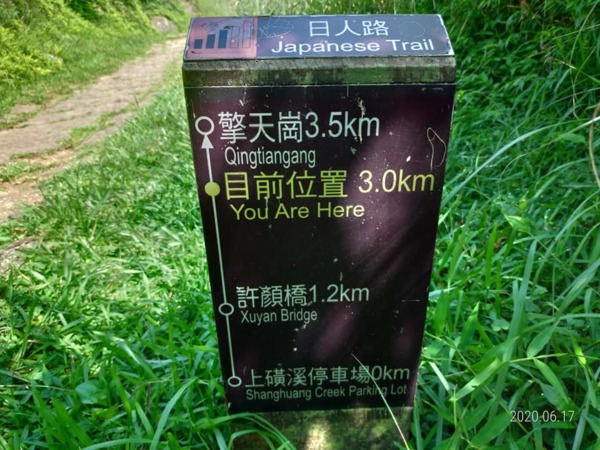 日人路
Japanese Trail
擎天崗3.5km
Qingtiangang
目前位置 3.0km
You Are Here
許顏橋1.2km
Xuyan Bridge
上磺溪停車場0km
Shanghuang Creek Parking Lot
2020.06.17